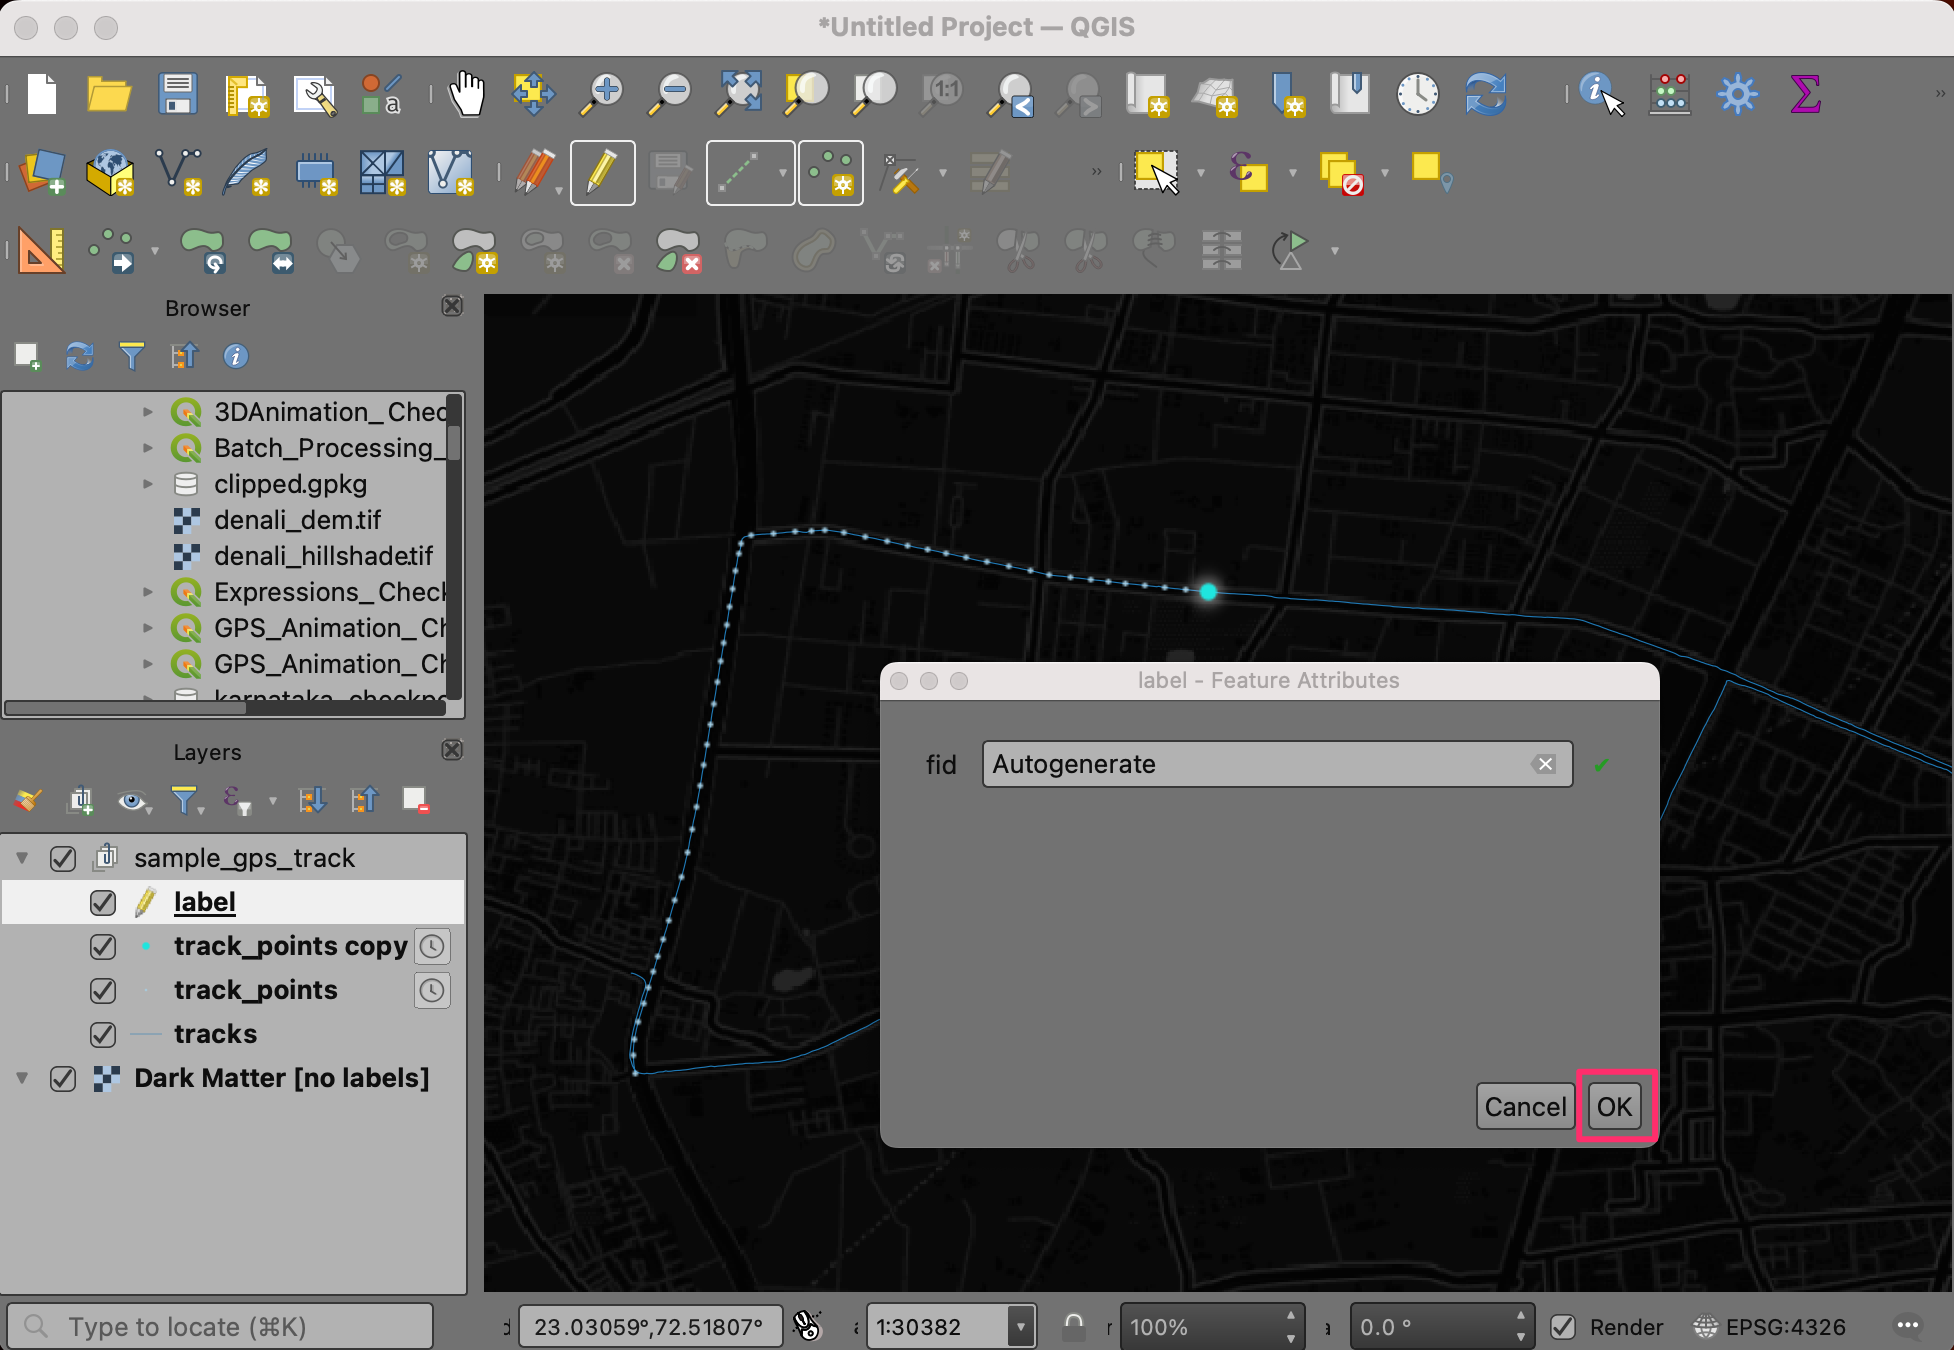 *Untitled Project — QGIS
Browser
3DAnimation_Chec
Batch_Processing_
clipped.gpkg
denali_dem.tif
denali_hillshade.tif
Expressions_Check
GPS_Animation_Ch
GPS_Animation_Ch
karnataka_checkpo
Layers
sample_gps_track
label
track_points copy
track_points
tracks
Dark Matter [no labels]
label - Feature Attributes
fid
Autogenerate
Cancel
OK
Type to locate (⌘K)
23.03059°,72.51807°
1:30382
100%
0.0 °
Render
EPSG:4326